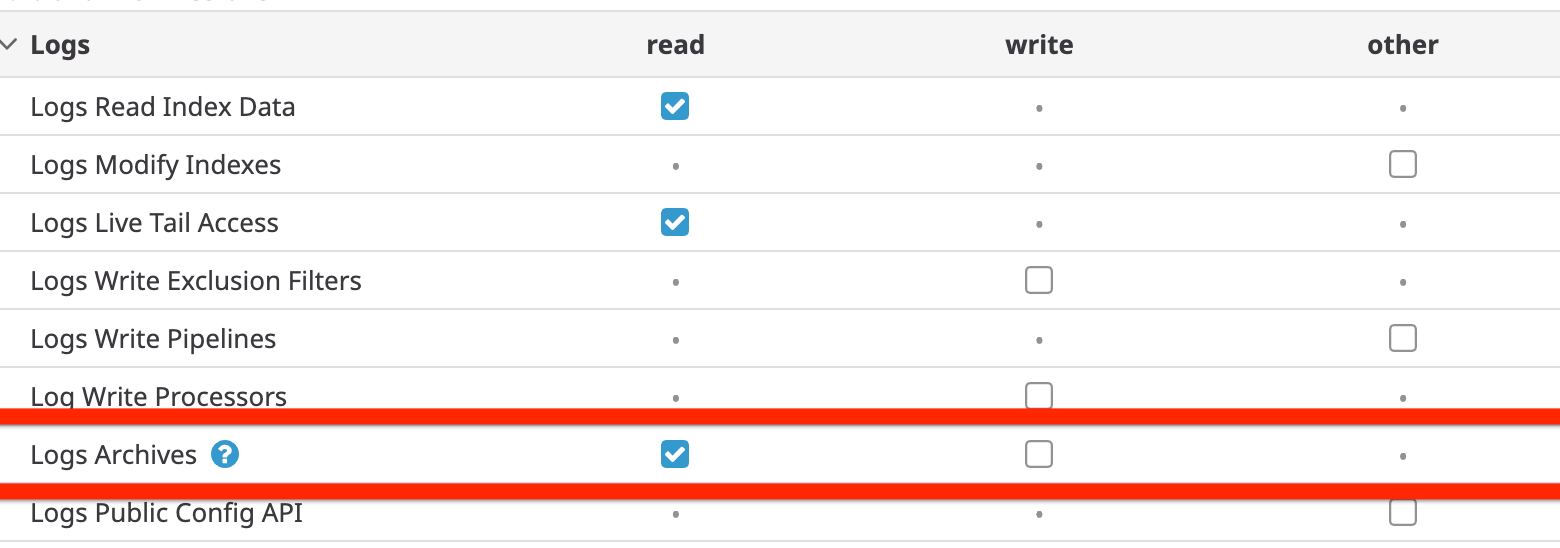 Logs read write other
Logs Read Index Data
Logs Modify Indexes
Logs Live Tail Access
Logs Write Exclusion Filters
Logs Write Pipelines
Log Write Processors
Logs Archives ?
Logs Public Config API